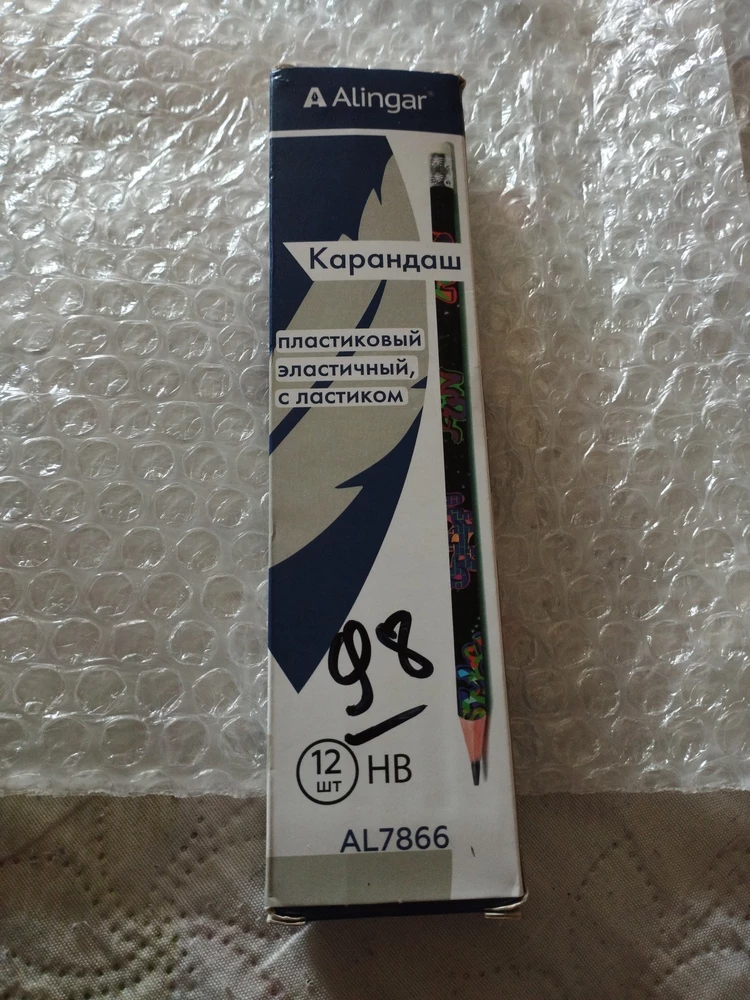 Alingar
Карандаш
пластиковый
эластичный,
с ластиком
98
12
шт
HB
AL7866